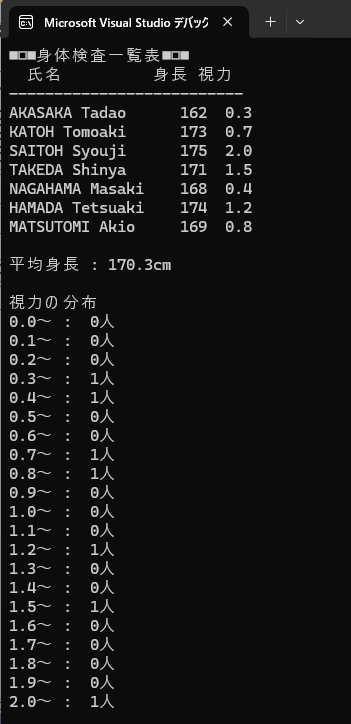 Microsoft Visual Studio デバック
■□■身体検査一覧表■□■
氏名 身長 視力
--------------------------
AKASAKA Tadao 162 0.3
KATOH Tomoaki 173 0.7
SAITOH Syouji 175 2.0
TAKEDA Shinya 171 1.5
NAGAHAMA Masaki 168 0.4
HAMADA Tetsuaki 174 1.2
MATSUTOMI Akio 169 0.8
平均身長 : 170.3cm
視力の分布
0.0～ : 0人
0.1～ : 0人
0.2～ : 0人
0.3～ : 1人
0.4～ : 1人
0.5～ : 0人
0.6～ : 0人
0.7～ : 1人
0.8～ : 1人
0.9～ : 0人
1.0～ : 0人
1.1～ : 0人
1.2～ : 1人
1.3～ : 0人
1.4～ : 0人
1.5～ : 1人
1.6～ : 0人
1.7～ : 0人
1.8～ : 0人
1.9～ : 0人
2.0～ : 1人